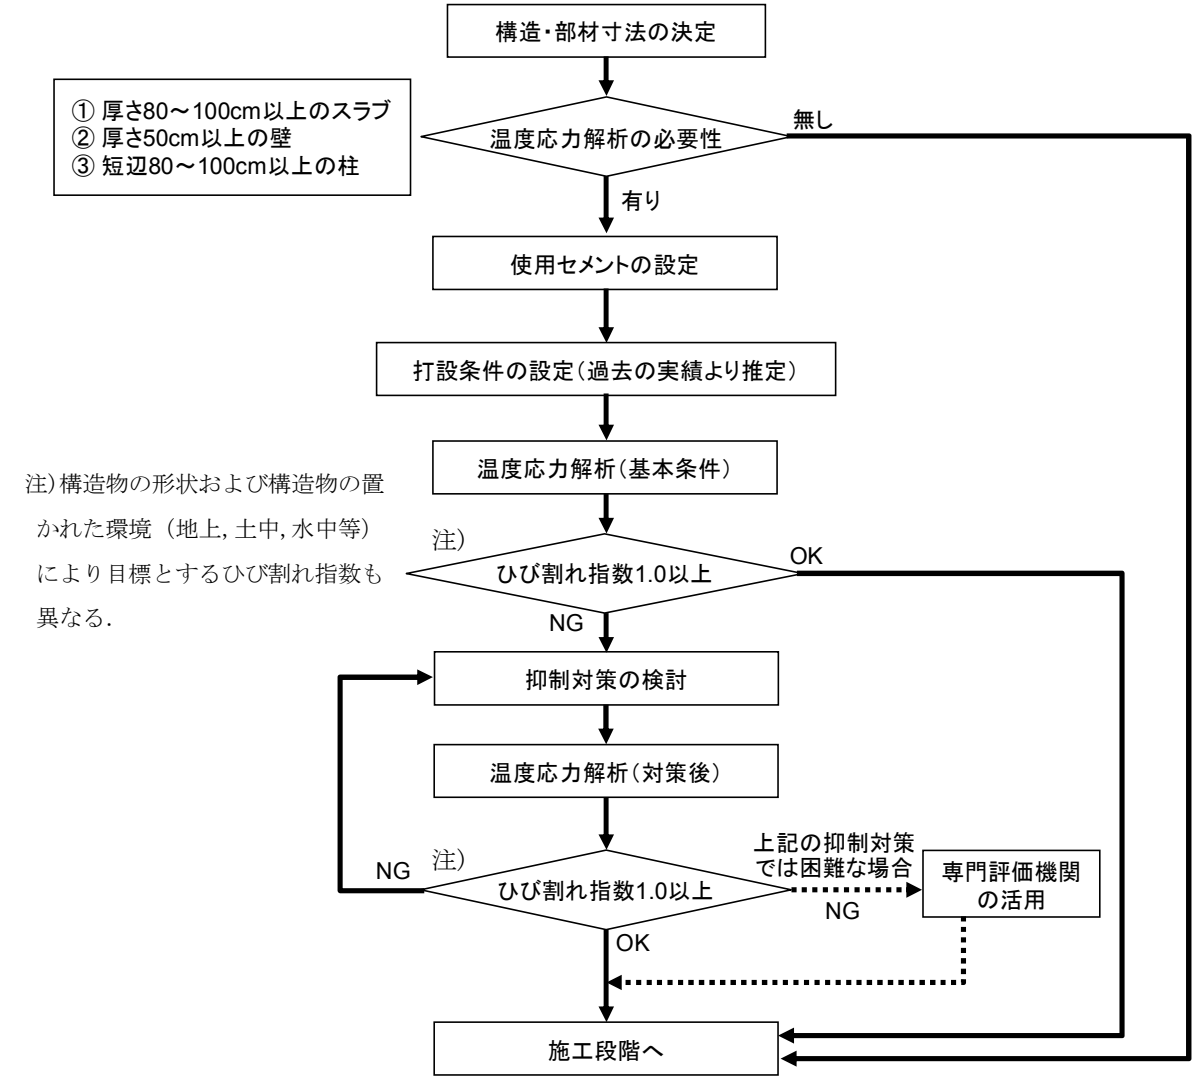 構造・部材寸法の決定
① 厚さ80～100cm以上のスラブ
② 厚さ50cm以上の壁
③ 短辺80～100cm以上の柱
温度応力解析の必要性
無し
有り
使用セメントの設定
打設条件の設定（過去の実績より推定）
温度応力解析（基本条件）
注）構造物の形状および構造物の置
かれた環境（地上，土中，水中等）
により目標とするひび割れ指数も
異なる．
注）
ひび割れ指数1.0以上
OK
NG
抑制対策の検討
温度応力解析（対策後）
注）
ひび割れ指数1.0以上
NG
上記の抑制対策
では困難な場合
NG
専門評価機関
の活用
OK
施工段階へ